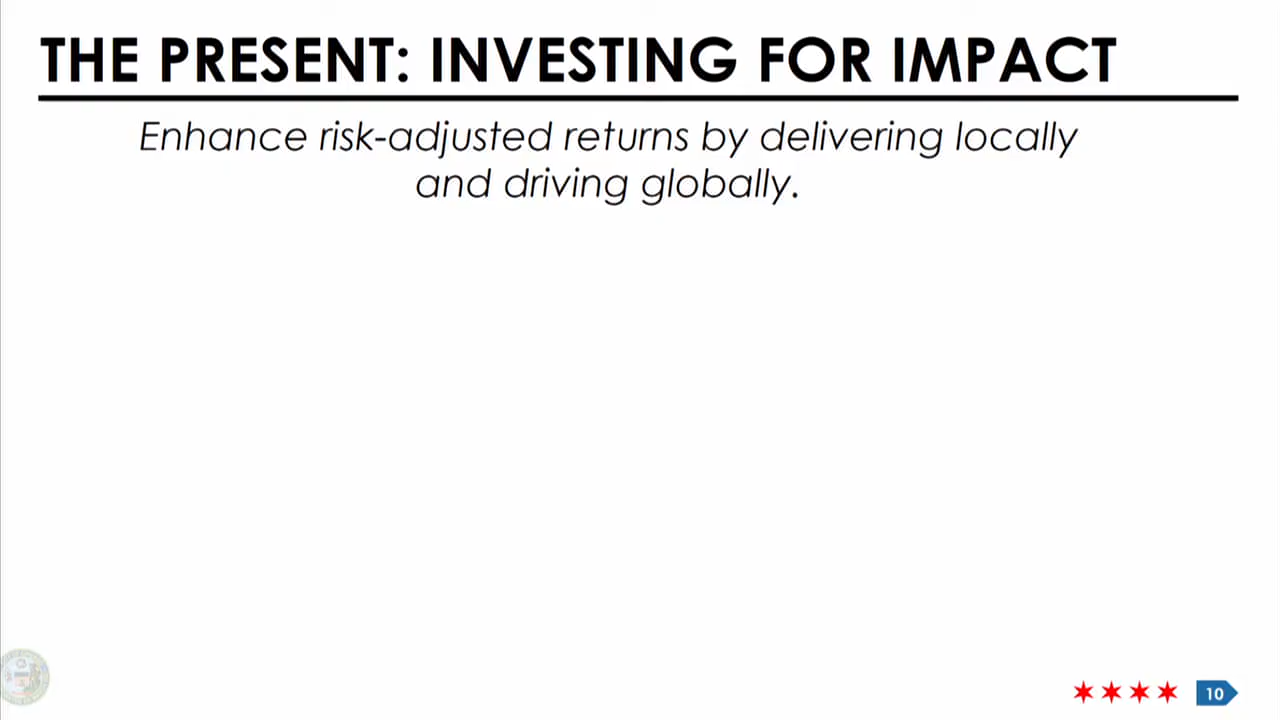 THE PRESENT: INVESTING FOR IMPACT
Enhance risk-adjusted returns by delivering locally
and driving globally.
10